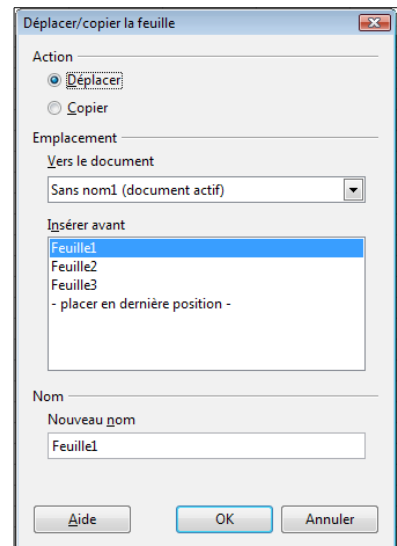 Déplacer/copier la feuille
Action
Déplacer
Copier
Emplacement
Vers le document
Sans nom1 (document actif)
Insérer avant
Feuille1
Feuille2
Feuille3
- placer en dernière position -
Nom
Nouveau nom
Feuille1
Aide OK Annuler